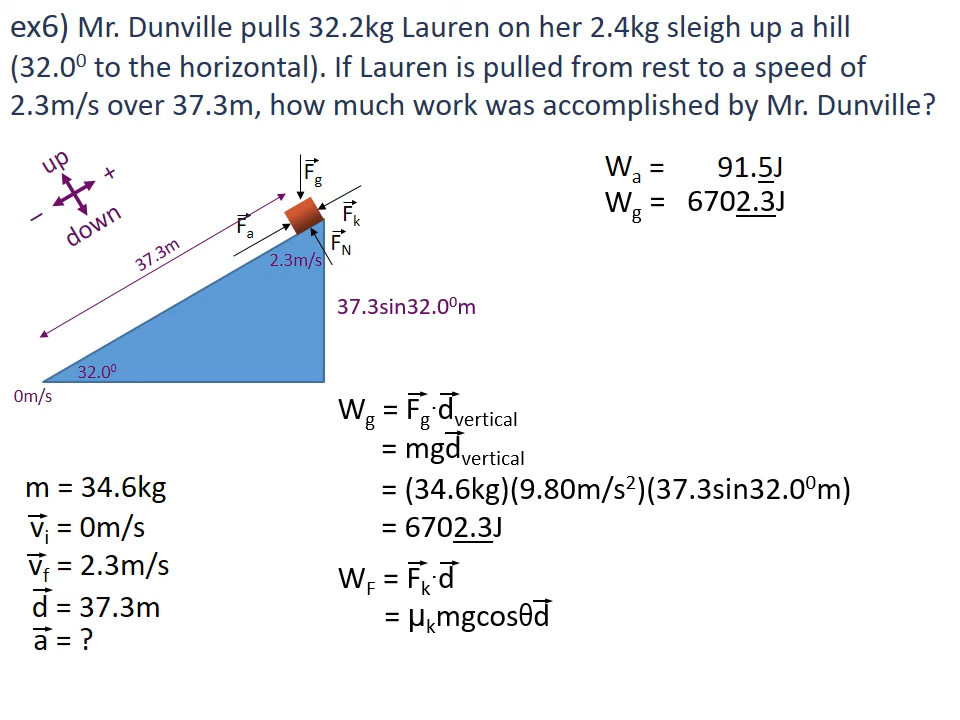 ex6) Mr. Dunville pulls 32.2kg Lauren on her 2.4kg sleigh up a hill
(32.0⁰ to the horizontal). If Lauren is pulled from rest to a speed of
2.3m/s over 37.3m, how much work was accomplished by Mr. Dunville?
up
+
−
down
37.3m
F⃗g
F⃗k
F⃗a
F⃗N
2.3m/s
37.3sin32.0⁰m
32.0⁰
0m/s
Wa = 91.5J
Wg = 6702.3J
Wg = F⃗g·d⃗vertical
= mgd⃗vertical
= (34.6kg)(9.80m/s²)(37.3sin32.0⁰m)
= 6702.3J
WF = F⃗k·d⃗
= μkmgcosθd⃗
m = 34.6kg
v⃗i = 0m/s
v⃗f = 2.3m/s
d⃗ = 37.3m
a⃗ = ?